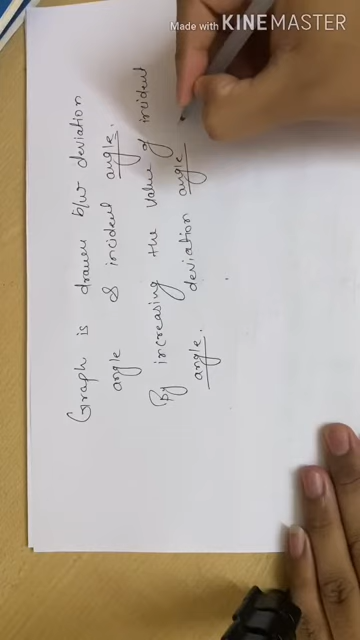 Made with KINEMASTER
Graph is drawn b/w deviation
angle & incident angle.
By increasing the value of incident
angle. deviation angle